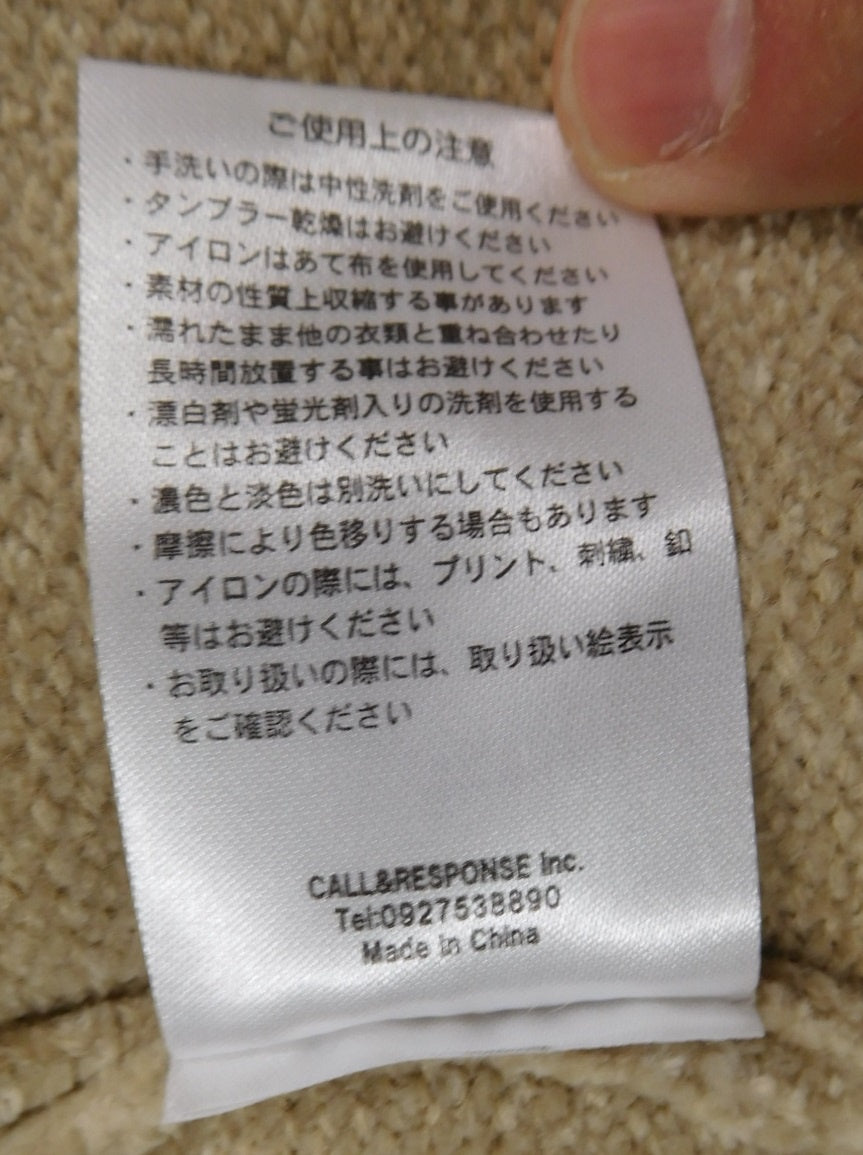 ご使用上の注意
・手洗いの際は中性洗剤をご使用ください
・タンブラー乾燥はお避けください
・アイロンはあて布を使用してください
・素材の性質上収縮する事があります
・濡れたまま他の衣類と重ね合わせたり
長時間放置する事はお避けください
・漂白剤や蛍光剤入りの洗剤を使用する
ことはお避けください
・濃色と淡色は別洗いにしてください
・摩擦により色移りする場合もあります
・アイロンの際には、プリント、刺繍、釦
等はお避けください
・お取り扱いの際には、取り扱い絵表示
をご確認ください
CALL&RESPONSE Inc.
Tel:0927538890
Made in China